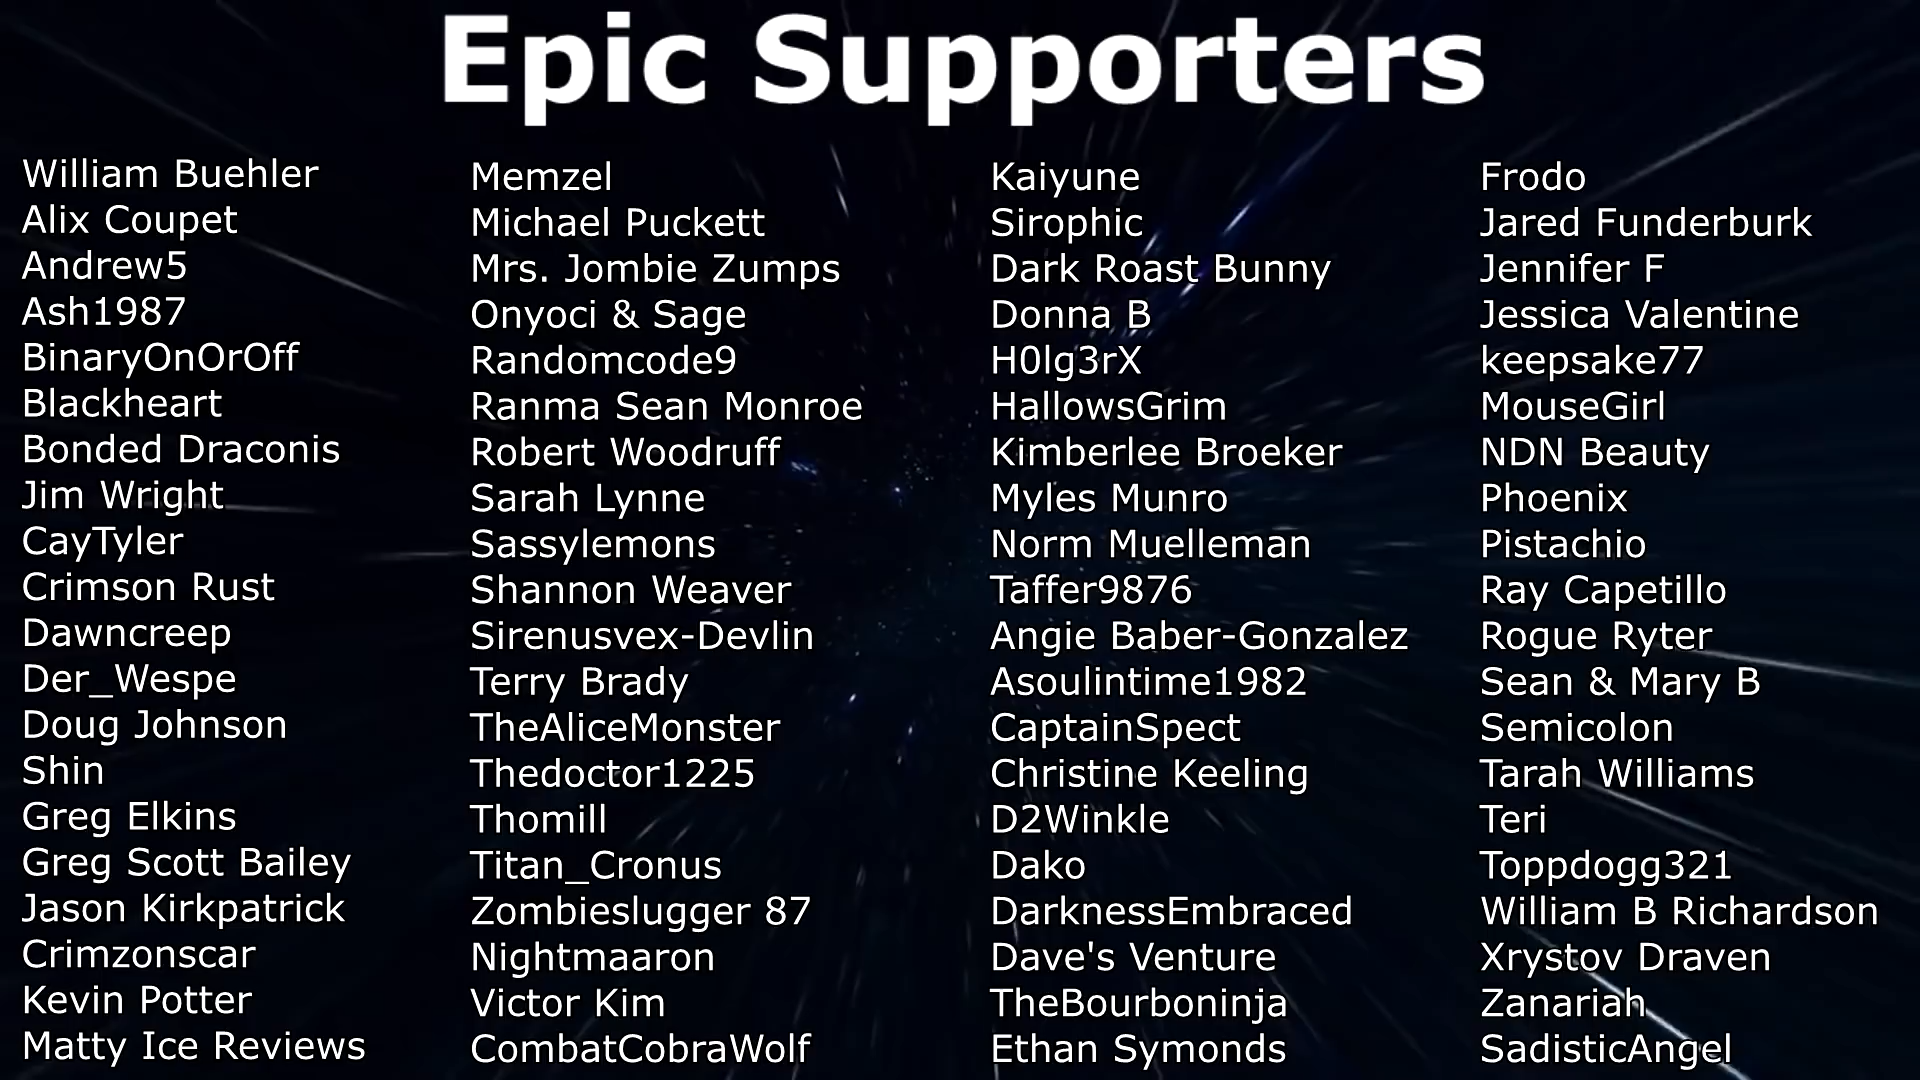 Epic Supporters
William Buehler
Alix Coupet
Andrew5
Ash1987
BinaryOnOrOff
Blackheart
Bonded Draconis
Jim Wright
CayTyler
Crimson Rust
Dawncreep
Der_Wespe
Doug Johnson
Shin
Greg Elkins
Greg Scott Bailey
Jason Kirkpatrick
Crimzonscar
Kevin Potter
Matty Ice Reviews
Memzel
Michael Puckett
Mrs. Jombie Zumps
Onyoci & Sage
Randomcode9
Ranma Sean Monroe
Robert Woodruff
Sarah Lynne
Sassylemons
Shannon Weaver
Sirenusvex-Devlin
Terry Brady
TheAliceMonster
Thedoctor1225
Thomill
Titan_Cronus
Zombieslugger 87
Nightmaaron
Victor Kim
CombatCobraWolf
Kaiyune
Sirophic
Dark Roast Bunny
Donna B
H0lg3rX
HallowsGrim
Kimberlee Broeker
Myles Munro
Norm Muelleman
Taffer9876
Angie Baber-Gonzalez
Asoulintime1982
CaptainSpect
Christine Keeling
D2Winkle
Dako
DarknessEmbraced
Dave's Venture
TheBourboninja
Ethan Symonds
Frodo
Jared Funderburk
Jennifer F
Jessica Valentine
keepsake77
MouseGirl
NDN Beauty
Phoenix
Pistachio
Ray Capetillo
Rogue Ryter
Sean & Mary B
Semicolon
Tarah Williams
Teri
Toppdogg321
William B Richardson
Xrystov Draven
Zanariah
SadisticAngel